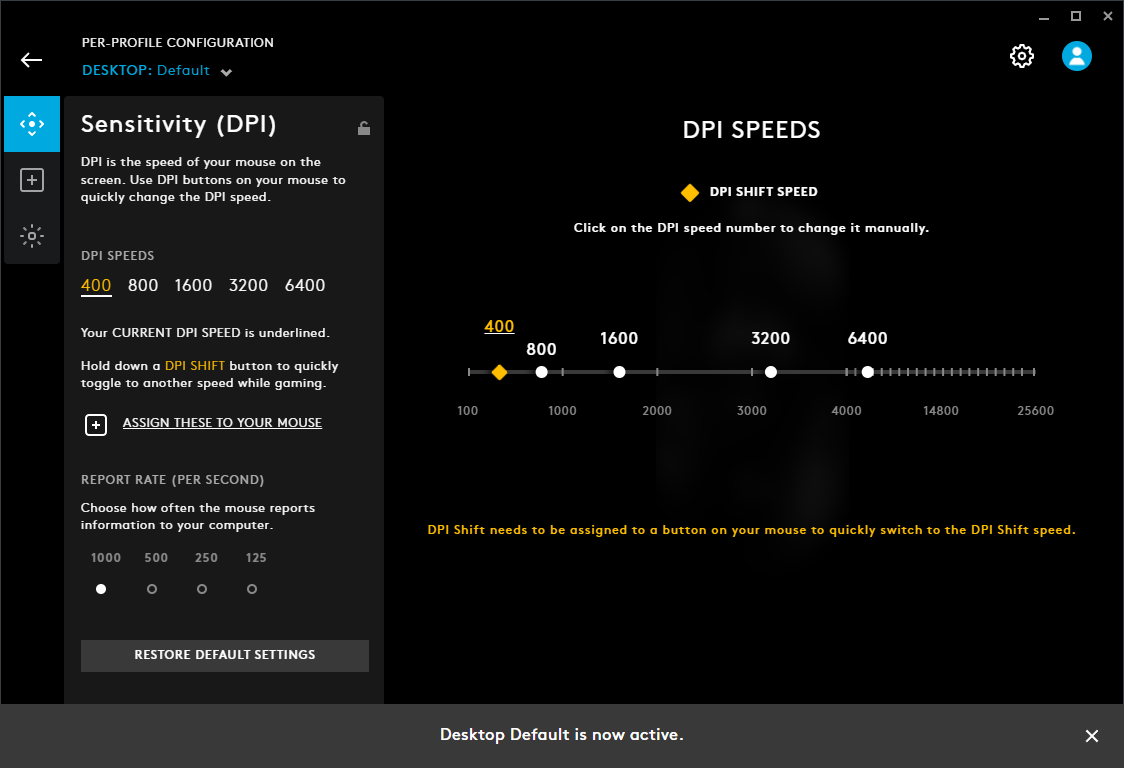 PER-PROFILE CONFIGURATION
DESKTOP: Default
Sensitivity (DPI)
DPI is the speed of your mouse on the
screen. Use DPI buttons on your mouse to
quickly change the DPI speed.
DPI SPEEDS
400 800 1600 3200 6400
Your CURRENT DPI SPEED is underlined.
Hold down a DPI SHIFT button to quickly
toggle to another speed while gaming.
ASSIGN THESE TO YOUR MOUSE
REPORT RATE (PER SECOND)
Choose how often the mouse reports
information to your computer.
1000 500 250 125
RESTORE DEFAULT SETTINGS
DPI SPEEDS
DPI SHIFT SPEED
Click on the DPI speed number to change it manually.
400 800 1600 3200 6400
100 1000 2000 3000 4000 14800 25600
DPI Shift needs to be assigned to a button on your mouse to quickly switch to the DPI Shift speed.
Desktop Default is now active.